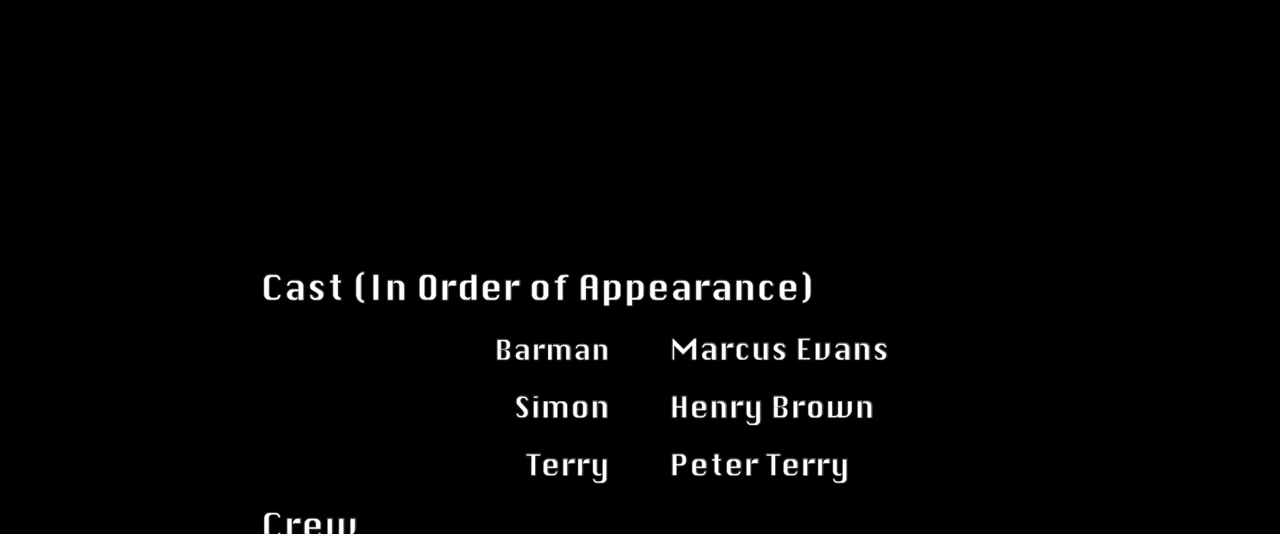 Cast (In Order of Appearance)
Barman Marcus Evans
Simon Henry Brown
Terry Peter Terry
Crew